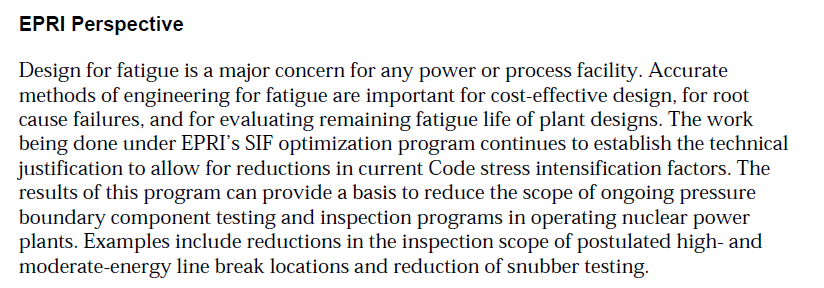 EPRI Perspective
Design for fatigue is a major concern for any power or process facility. Accurate
methods of engineering for fatigue are important for cost-effective design, for root
cause failures, and for evaluating remaining fatigue life of plant designs. The work
being done under EPRI's SIF optimization program continues to establish the technical
justification to allow for reductions in current Code stress intensification factors. The
results of this program can provide a basis to reduce the scope of ongoing pressure
boundary component testing and inspection programs in operating nuclear power
plants. Examples include reductions in the inspection scope of postulated high- and
moderate-energy line break locations and reduction of snubber testing.